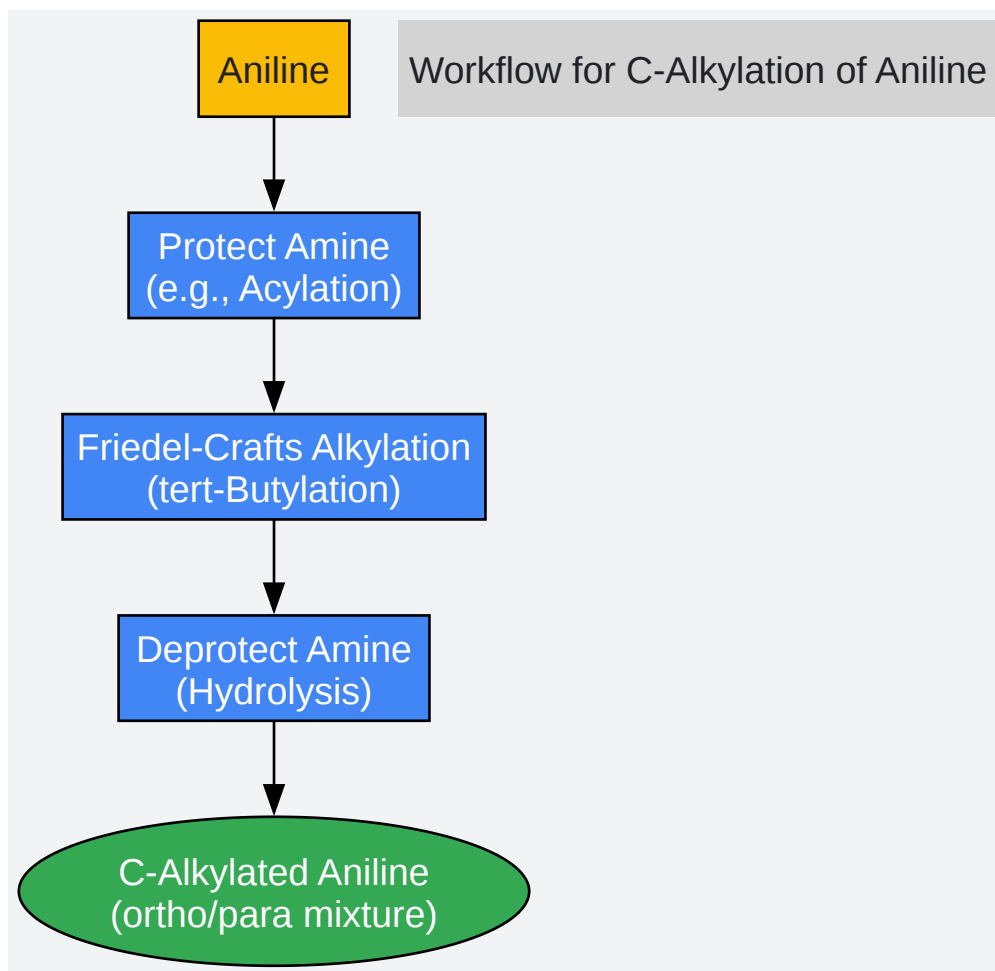 Aniline
Workflow for C-Alkylation of Aniline
Protect Amine
(e.g., Acylation)
Friedel-Crafts Alkylation
(tert-Butylation)
Deprotect Amine
(Hydrolysis)
C-Alkylated Aniline
(ortho/para mixture)